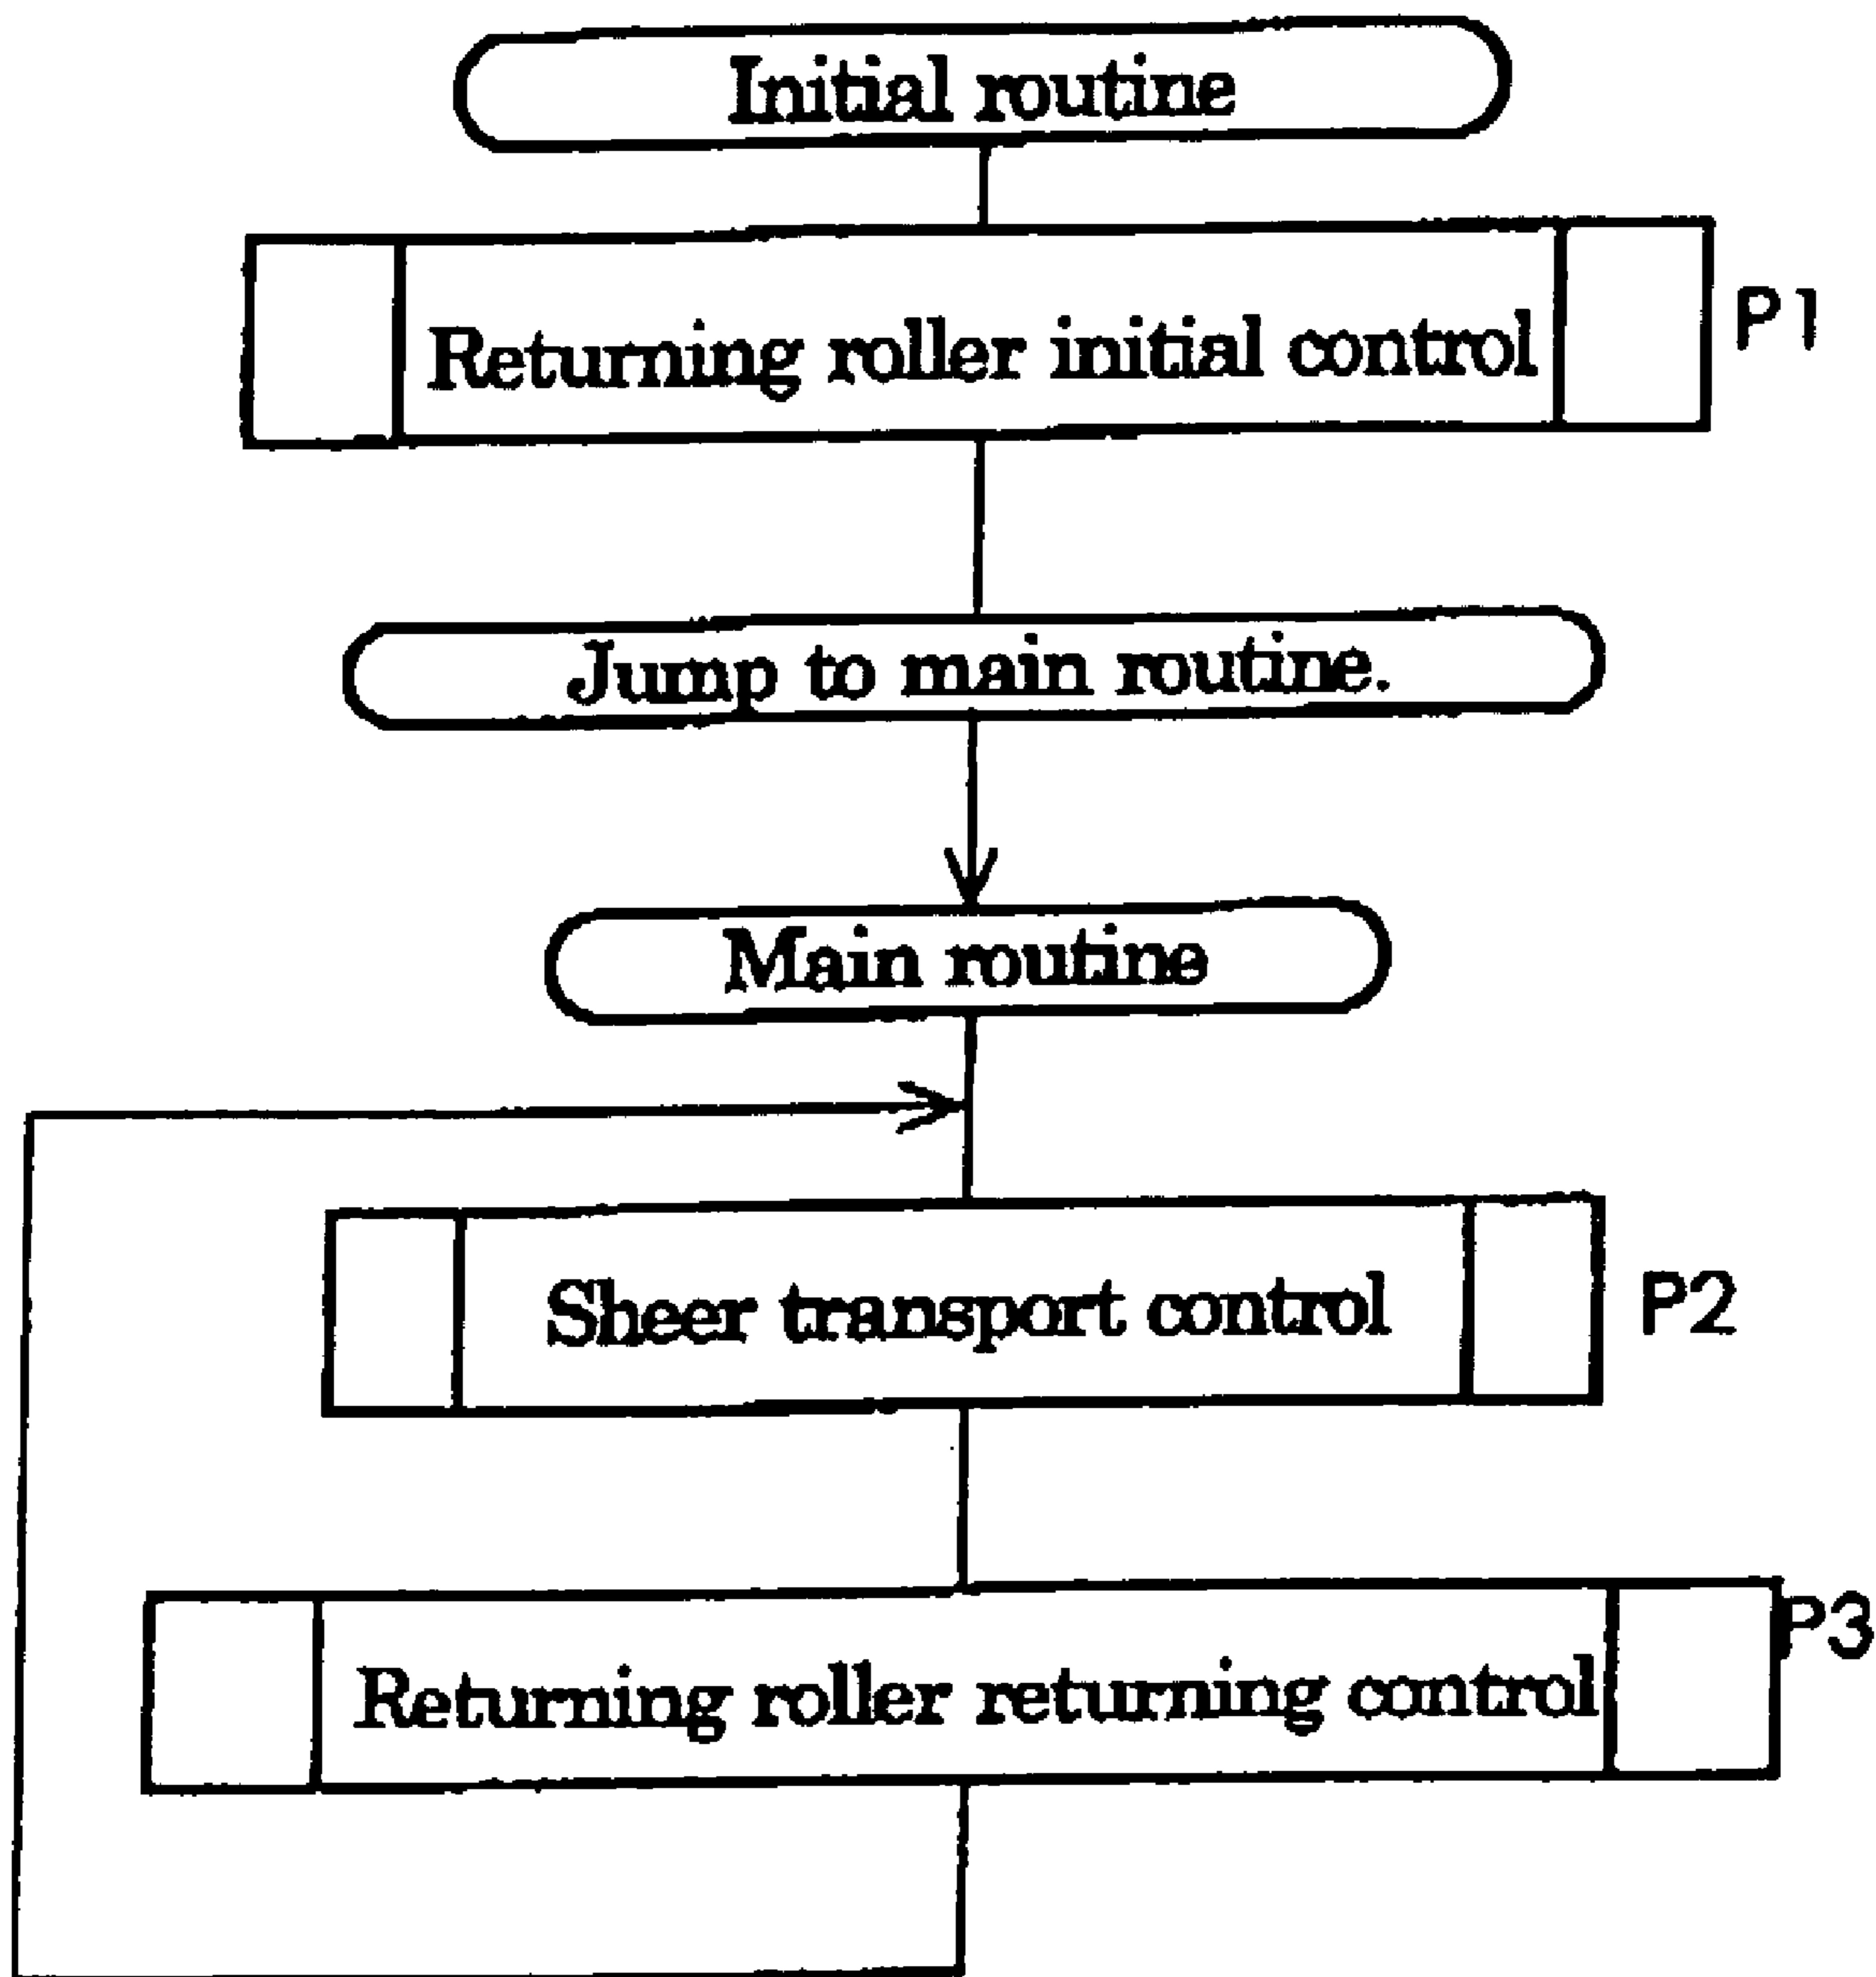 Initial routine
Returning roller initial control
P1
Jump to main routine.
Main routine
Sheer transport control
P2
Returning roller returning control
P3